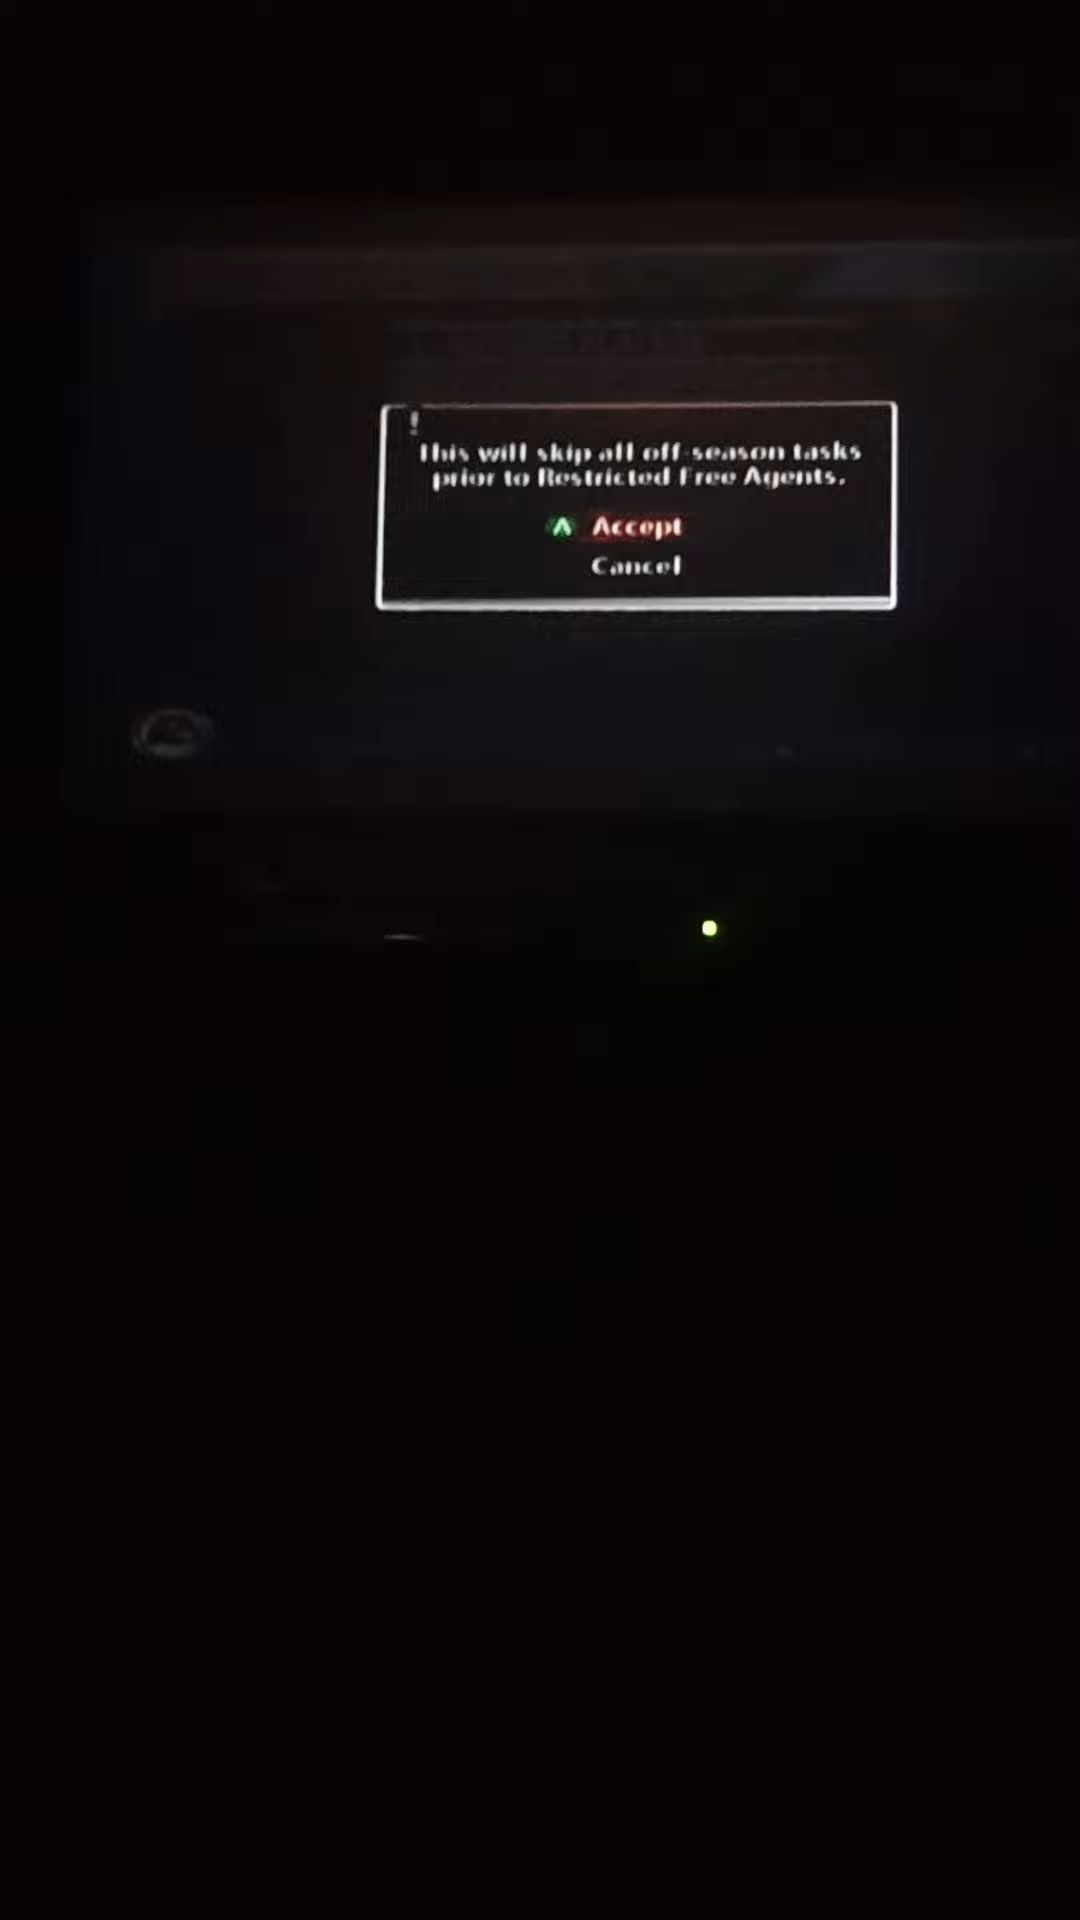 !
This will skip all off-season tasks
prior to Restricted Free Agents.
A Accept
Cancel